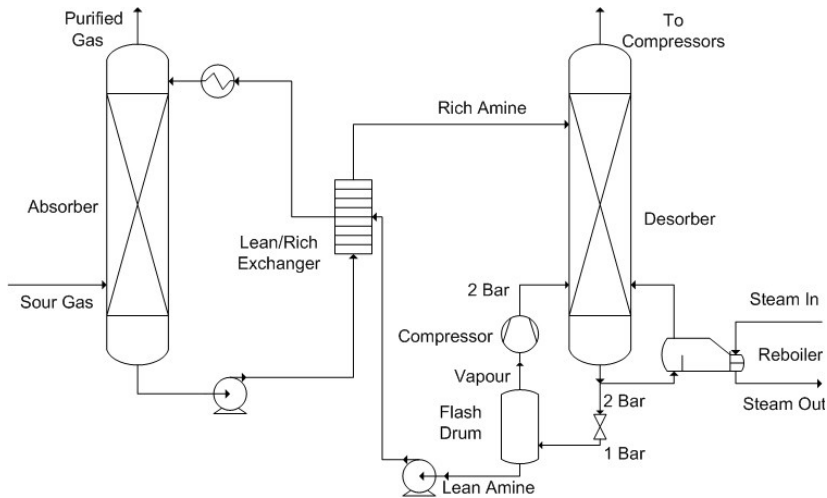 Purified
Gas
To
Compressors
Rich Amine
Absorber
Lean/Rich
Exchanger
Desorber
Sour Gas
2 Bar
Steam In
Compressor
Reboiler
Vapour
Steam Out
Flash
Drum
2 Bar
1 Bar
Lean Amine